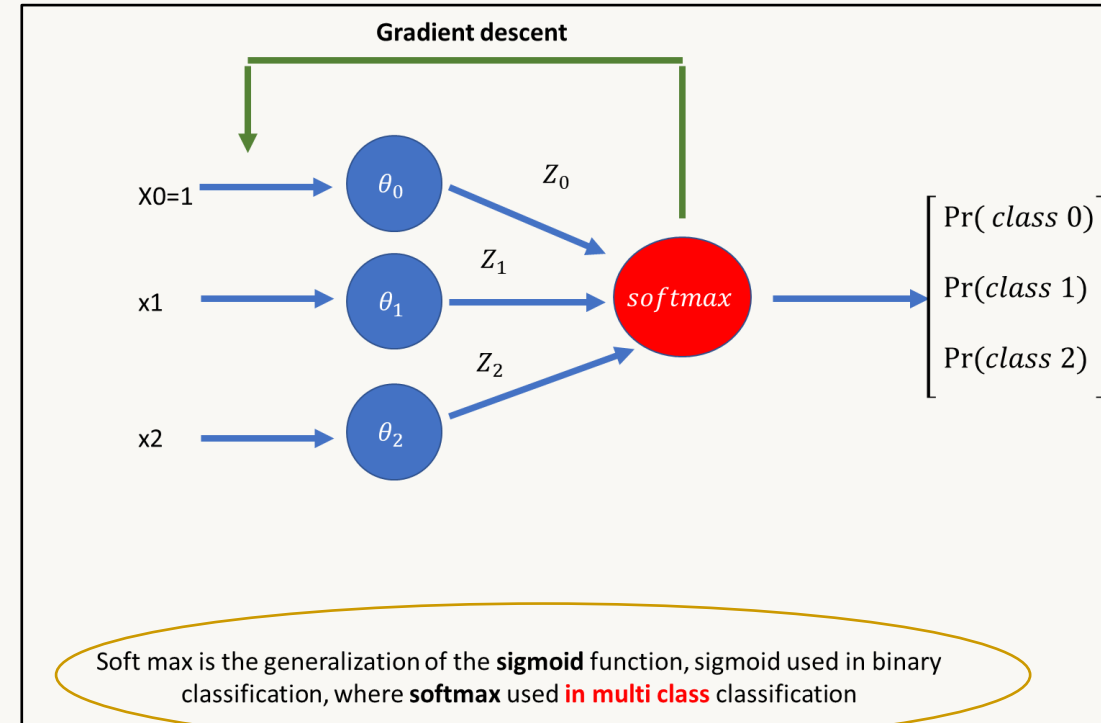 Gradient descent
X0=1
θ₀
Z₀
Pr( class 0)
x1
θ₁
Z₁
softmax
Pr(class 1)
x2
θ₂
Z₂
Pr(class 2)
Soft max is the generalization of the sigmoid function, sigmoid used in binary
classification, where softmax used in multi class classification